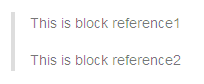 This is block reference1
This is block reference2